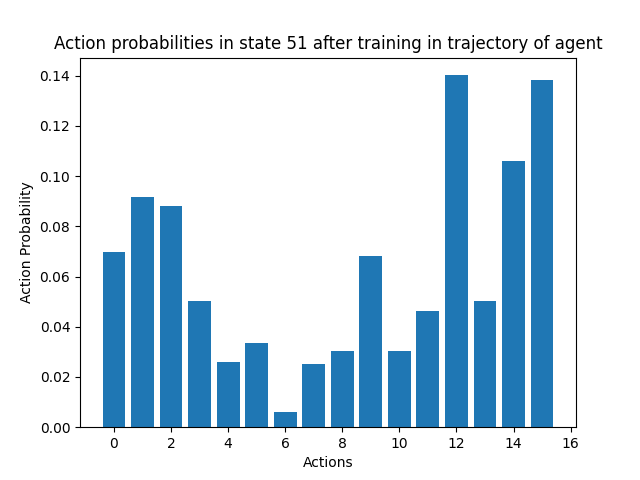 Action probabilities in state 51 after training in trajectory of agent
0.14
0.12
0.10
0.08
0.06
0.04
0.02
0.00
Action Probability
0 2 4 6 8 10 12 14 16
Actions